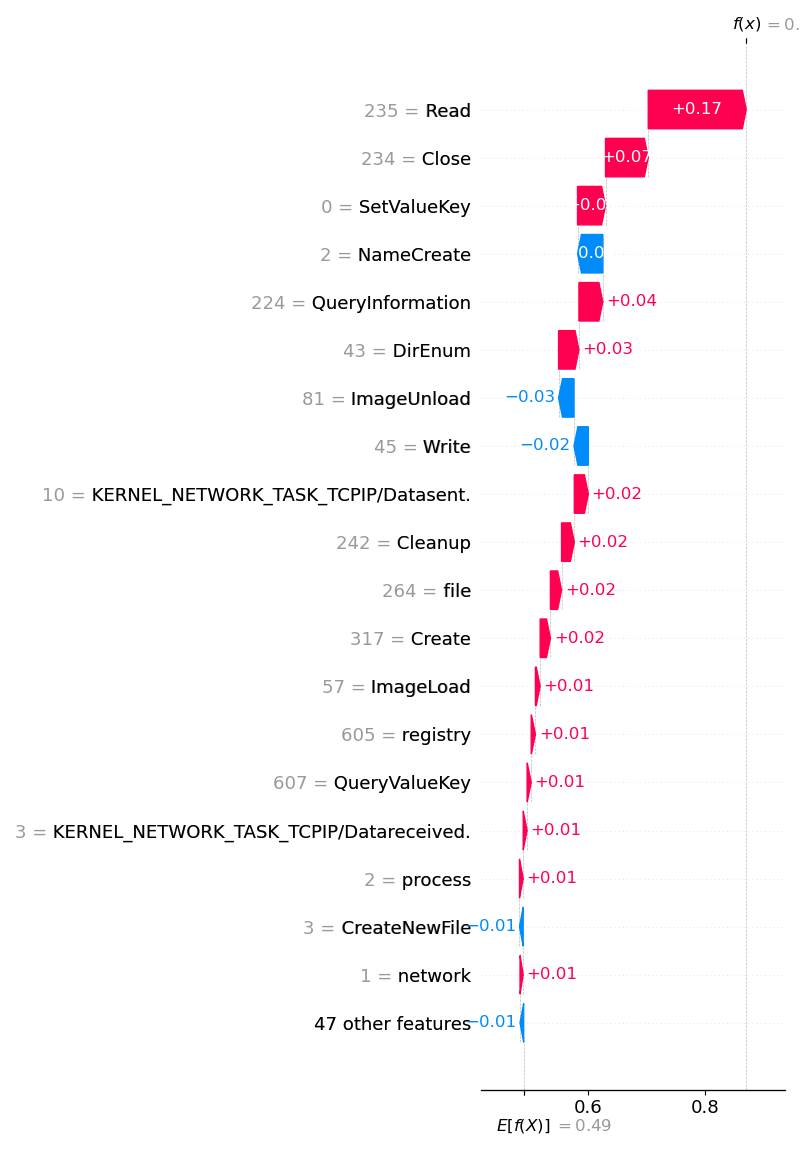 f(x) = 0.
235 = Read +0.17
234 = Close +0.07
0 = SetValueKey +0.0
2 = NameCreate 0.0
224 = QueryInformation +0.04
43 = DirEnum +0.03
81 = ImageUnload −0.03
45 = Write −0.02
10 = KERNEL_NETWORK_TASK_TCPIP/Datasent. +0.02
242 = Cleanup +0.02
264 = file +0.02
317 = Create +0.02
57 = ImageLoad +0.01
605 = registry +0.01
607 = QueryValueKey +0.01
3 = KERNEL_NETWORK_TASK_TCPIP/Datareceived. +0.01
2 = process +0.01
3 = CreateNewFile −0.01
1 = network +0.01
47 other features −0.01
0.6 0.8
E[f(X)] = 0.49